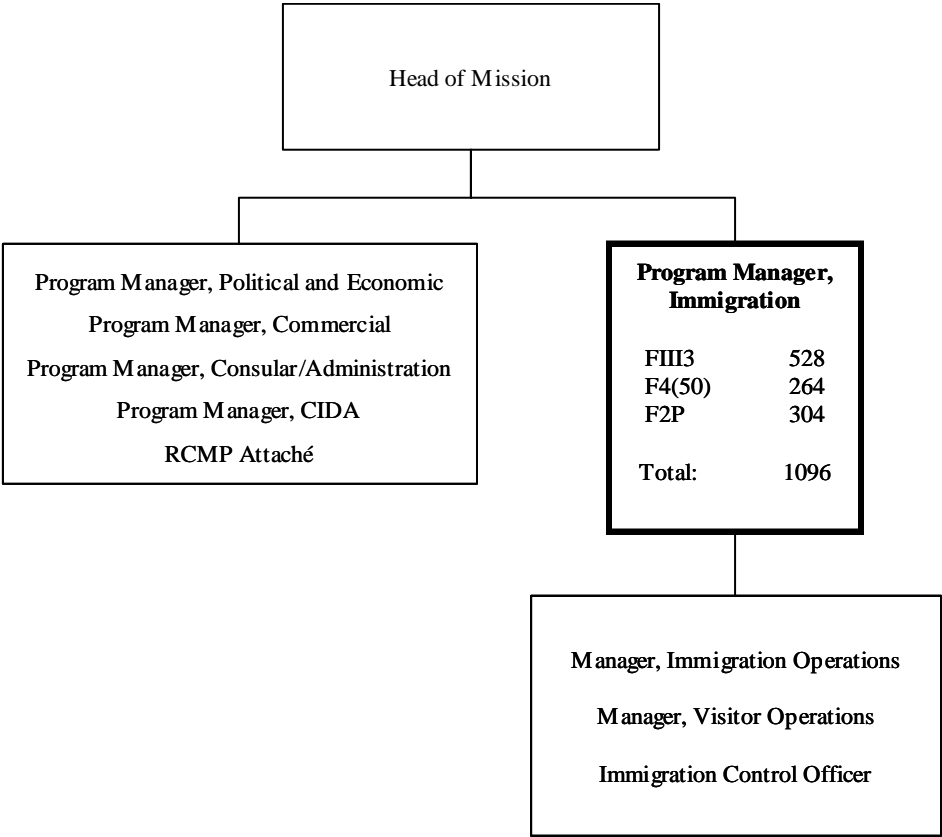 Head of Mission
Program Manager, Political and Economic
Program Manager, Commercial
Program Manager, Consular/Administration
Program Manager, CIDA
RCMP Attaché
Program Manager,
Immigration
FIII3 528
F4(50) 264
F2P 304
Total: 1096
Manager, Immigration Operations
Manager, Visitor Operations
Immigration Control Officer